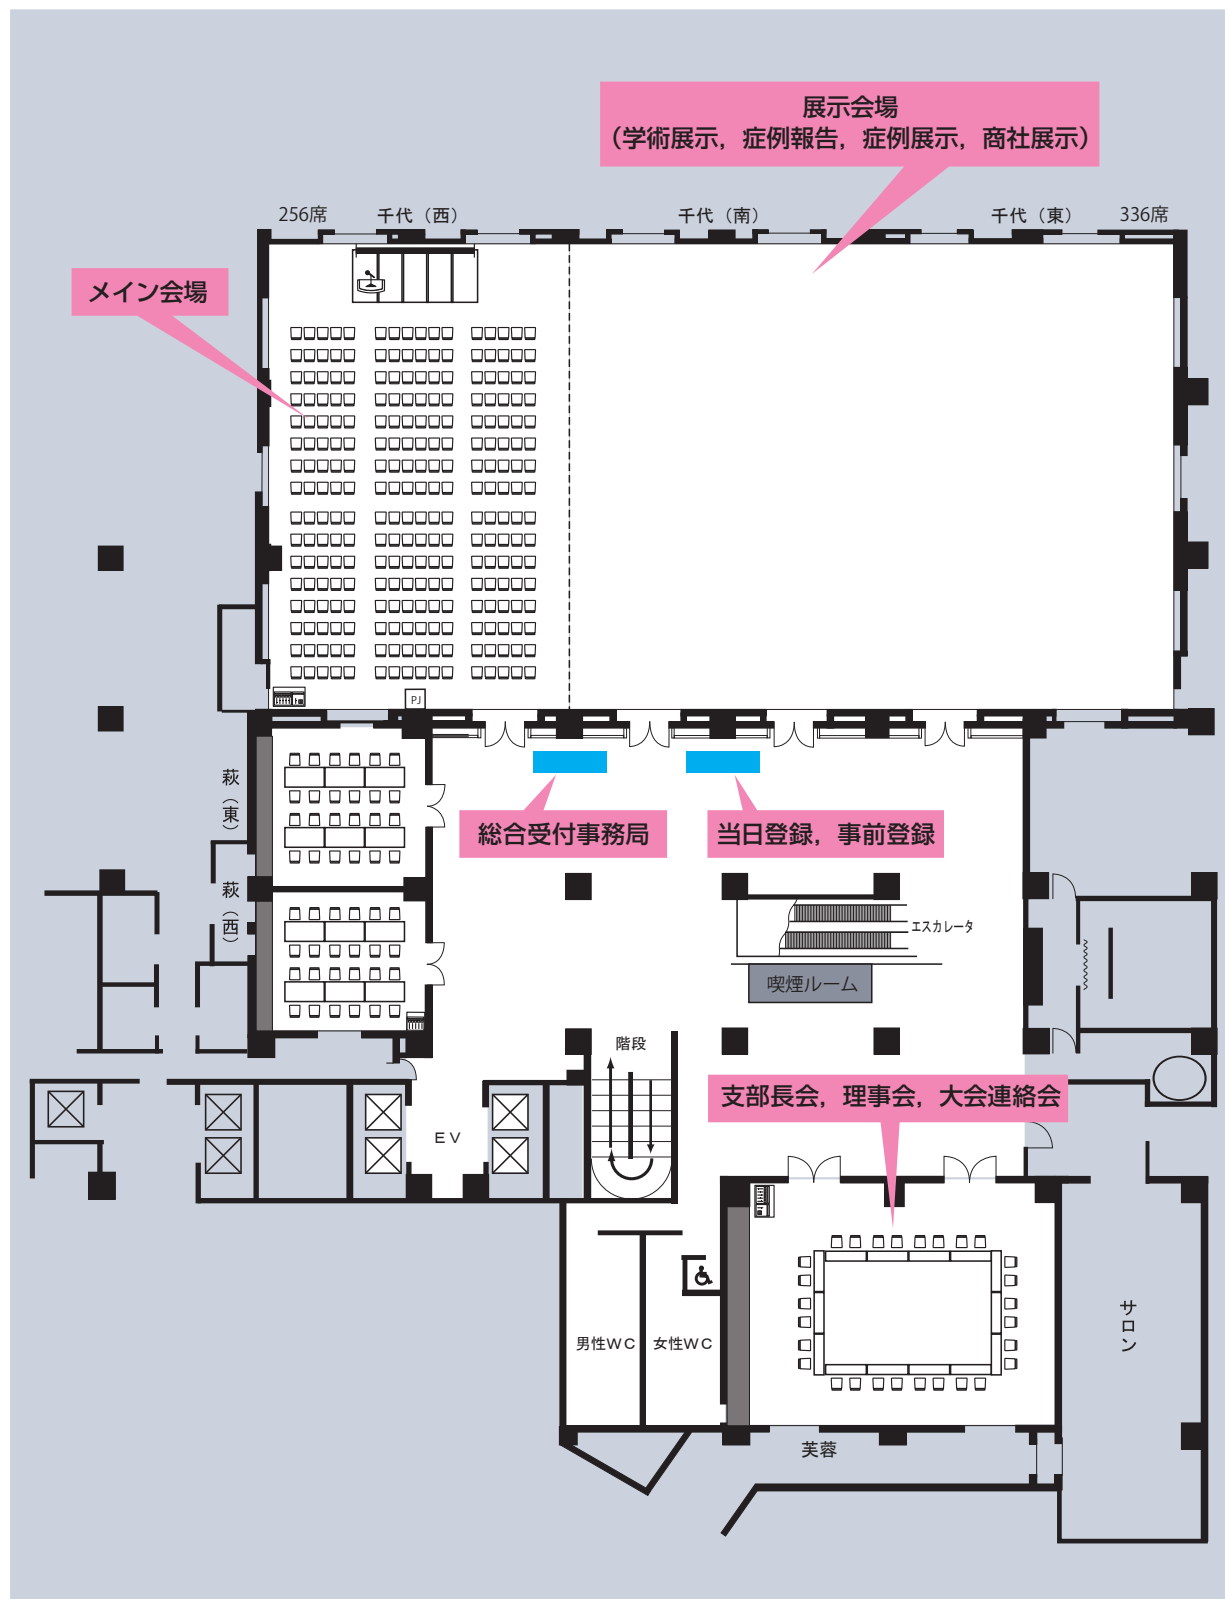 展示会場
（学術展示，症例報告，症例展示，商社展示）
256席
千代（西）
千代（南）
千代（東）
336席
メイン会場
PJ
萩（東）
総合受付事務局
当日登録，事前登録
萩（西）
エスカレータ
喫煙ルーム
階段
支部長会，理事会，大会連絡会
ＥＶ
サロン
男性ＷＣ
女性ＷＣ
芙蓉